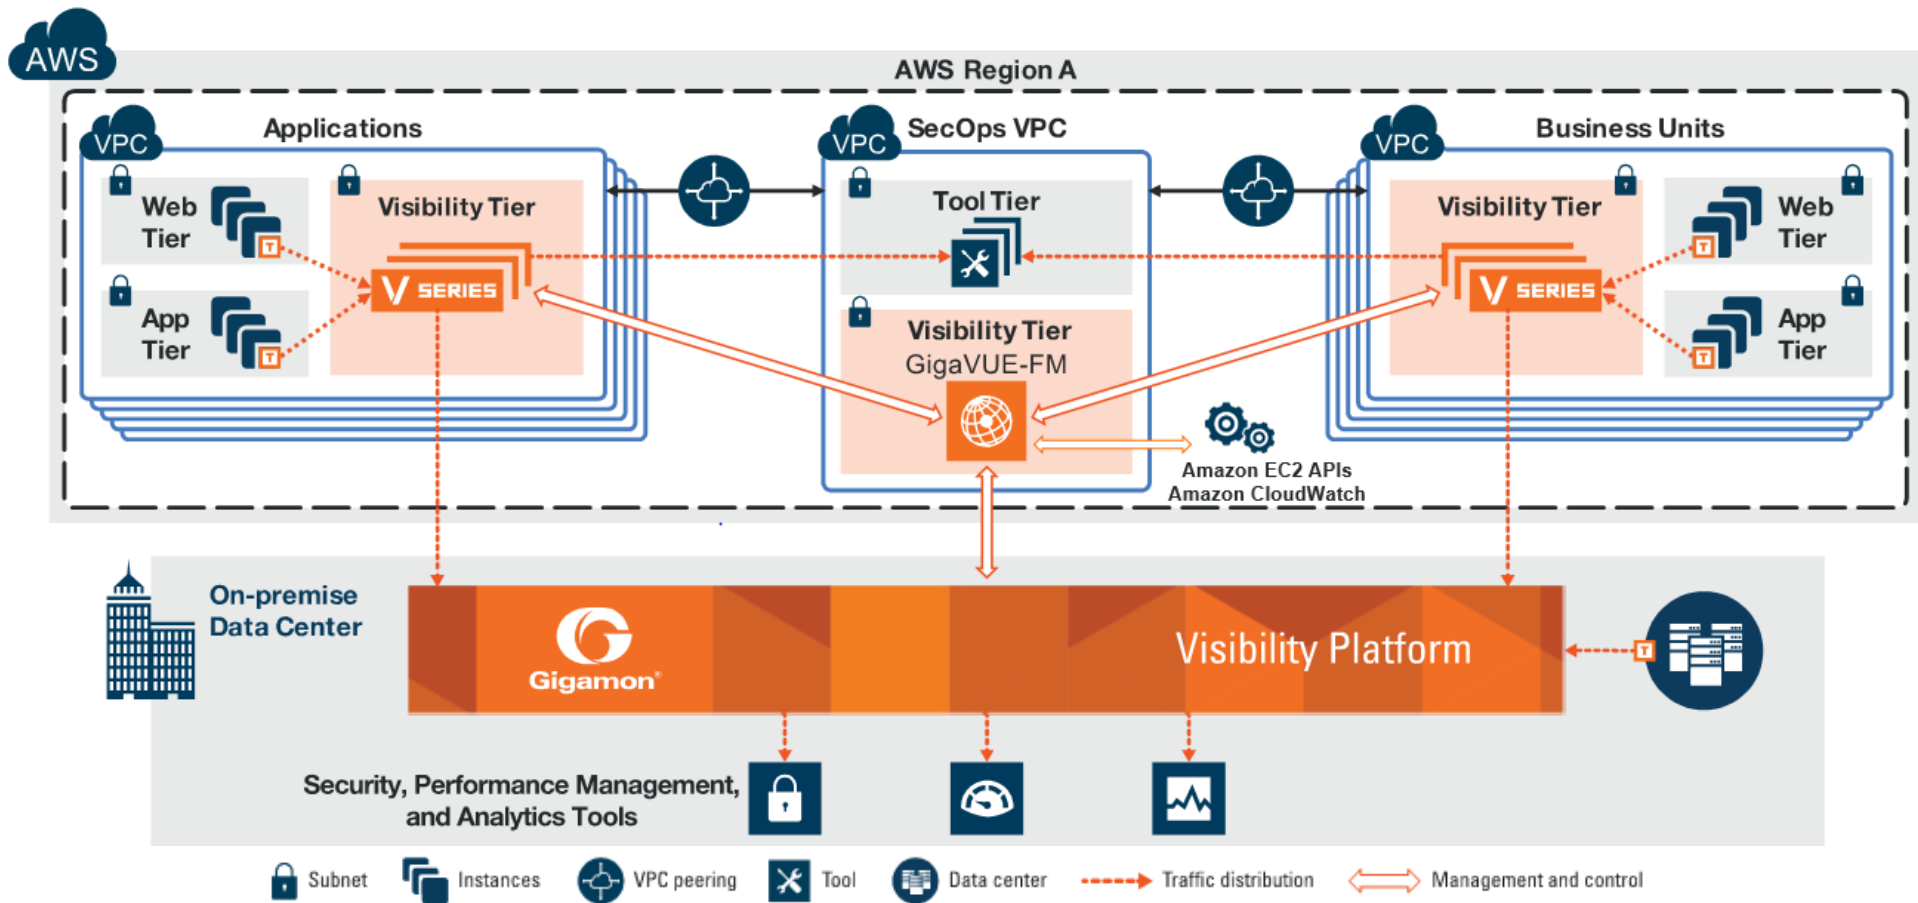 AWS
AWS Region A
VPC
Applications
VPC
SecOps VPC
VPC
Business Units
Web
Tier
Visibility Tier
Tool Tier
Visibility Tier
Web
Tier
T
T
V SERIES
V SERIES
App
Tier
T
Visibility Tier
GigaVUE-FM
App
Tier
T
Amazon EC2 APIs
Amazon CloudWatch
On-premise
Data Center
Gigamon®
Visibility Platform
T
Security, Performance Management,
and Analytics Tools
Subnet
Instances
VPC peering
Tool
Data center
Traffic distribution
Management and control